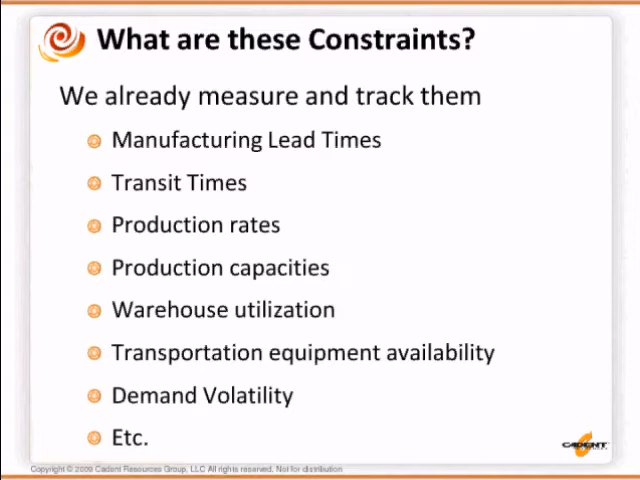 What are these Constraints?
We already measure and track them
Manufacturing Lead Times
Transit Times
Production rates
Production capacities
Warehouse utilization
Transportation equipment availability
Demand Volatility
Etc.
CADENT
Copyright © 2009 Cadent Resources Group, LLC All rights reserved. Not for distribution